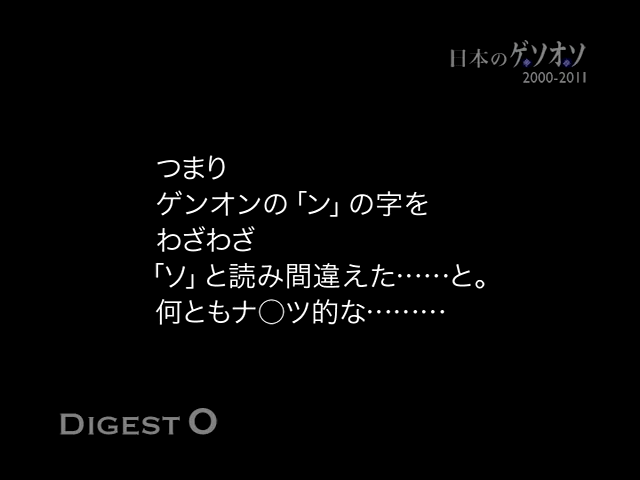 日本のゲソオソ
2000-2011
つまり
ゲンオンの「ン」の字を
わざわざ
「ソ」と読み間違えた……と。
何ともナ○ツ的な………
DIGEST O